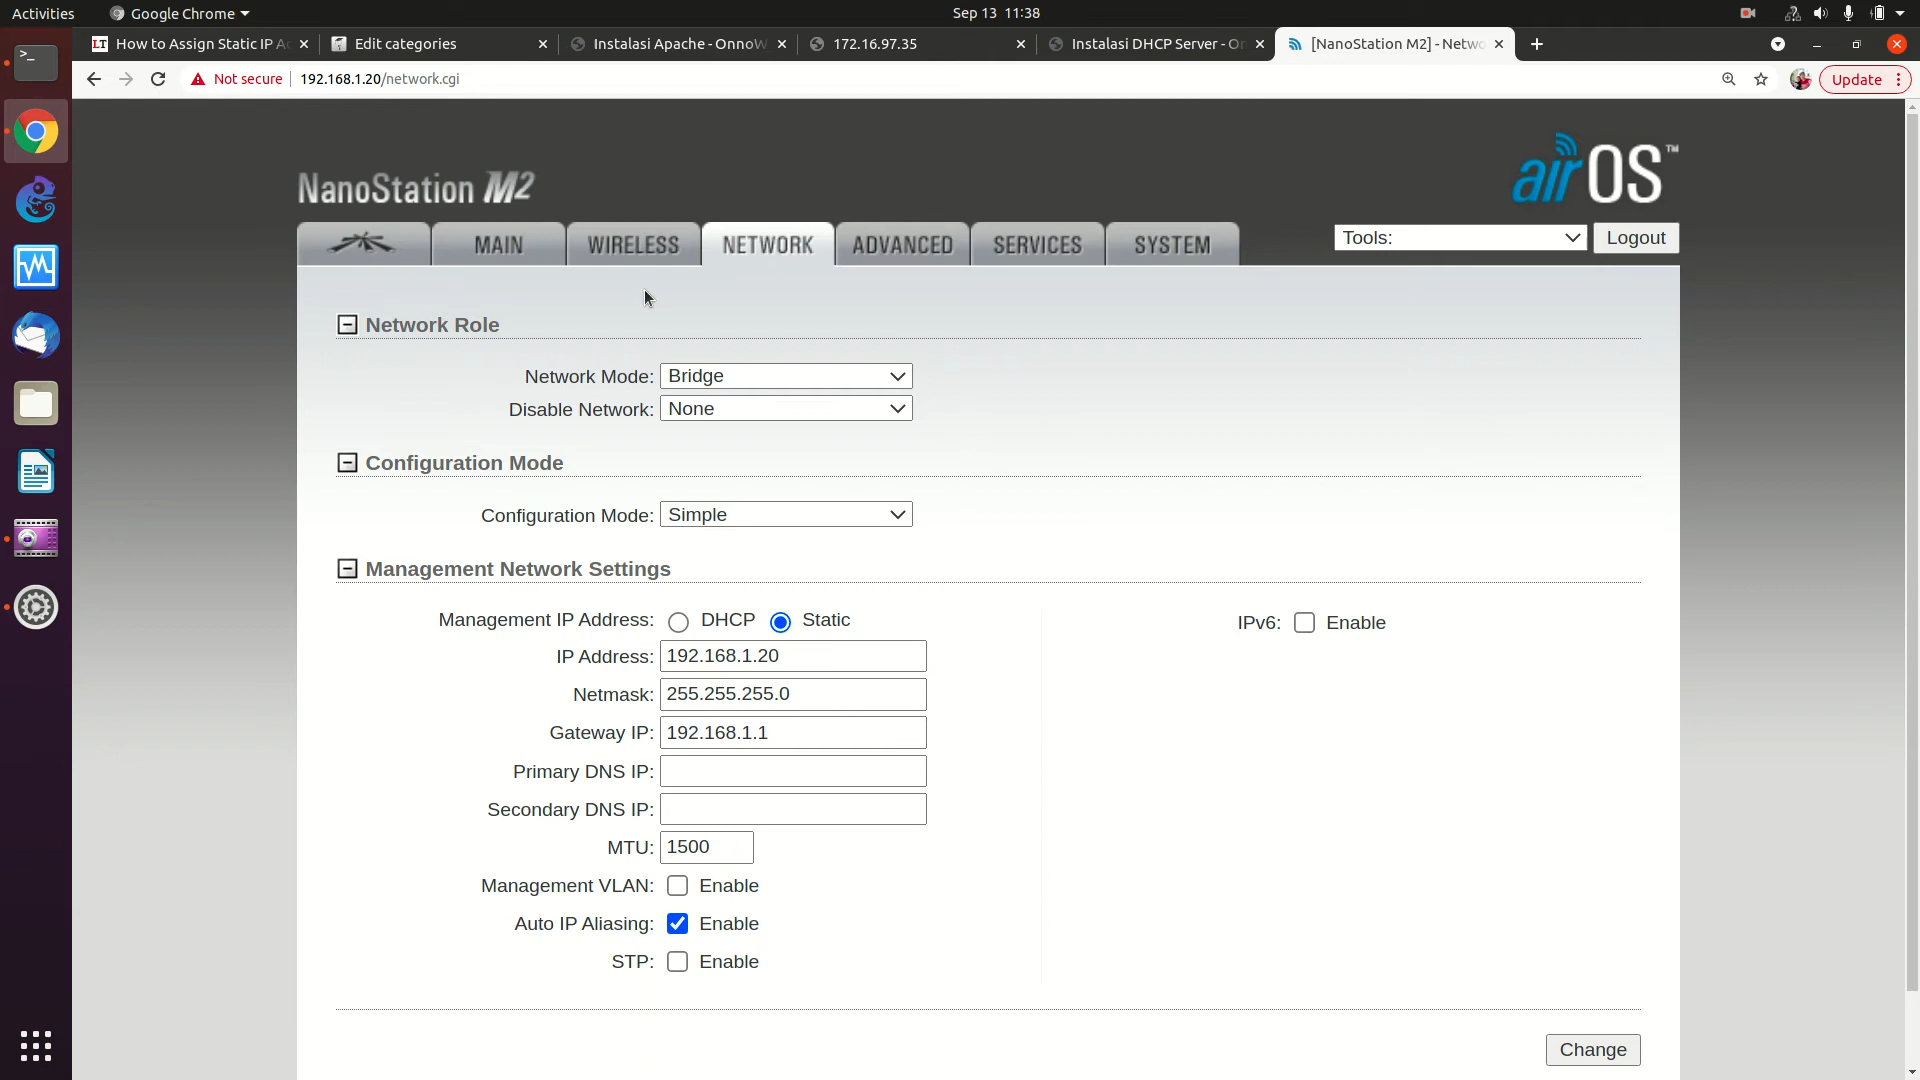 Activities Google Chrome Sep 13 11:38
LT How to Assign Static IP A Edit categories Instalasi Apache - OnnoW 172.16.97.35 Instalasi DHCP Server - O [NanoStation M2] - Netwo
Not secure 192.168.1.20/network.cgi Update
NanoStation M2 airOS™
MAIN WIRELESS NETWORK ADVANCED SERVICES SYSTEM Tools: Logout
Network Role
Network Mode: Bridge
Disable Network: None
Configuration Mode
Configuration Mode: Simple
Management Network Settings
Management IP Address: DHCP Static IPv6: Enable
IP Address: 192.168.1.20
Netmask: 255.255.255.0
Gateway IP: 192.168.1.1
Primary DNS IP:
Secondary DNS IP:
MTU: 1500
Management VLAN: Enable
Auto IP Aliasing: Enable
STP: Enable
Change